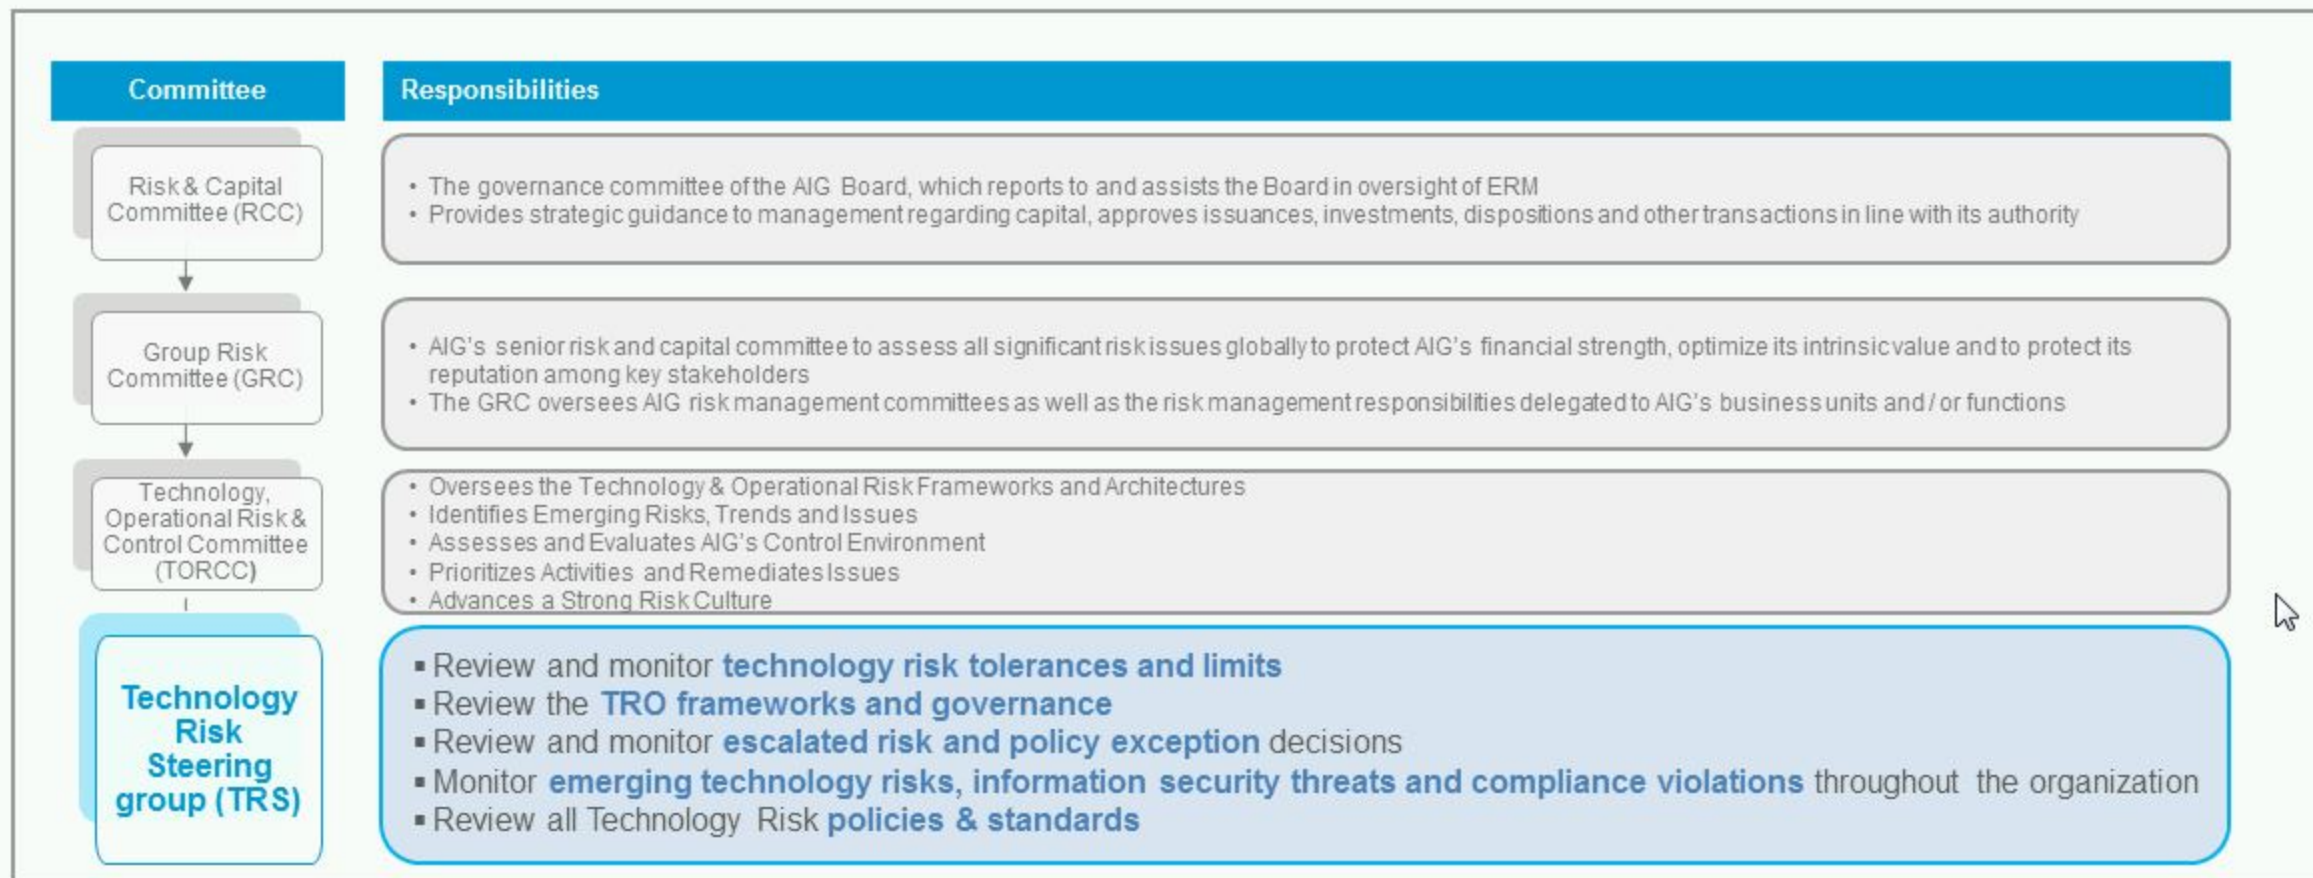 Committee
Responsibilities
Risk & Capital
Committee (RCC)
• The governance committee of the AIG Board, which reports to and assists the Board in oversight of ERM
• Provides strategic guidance to management regarding capital, approves issuances, investments, dispositions and other transactions in line with its authority
Group Risk
Committee (GRC)
• AIG's senior risk and capital committee to assess all significant risk issues globally to protect AIG's financial strength, optimize its intrinsic value and to protect its
reputation among key stakeholders
• The GRC oversees AIG risk management committees as well as the risk management responsibilities delegated to AIG's business units and / or functions
Technology,
Operational Risk &
Control Committee
(TORCC)
• Oversees the Technology & Operational Risk Frameworks and Architectures
• Identifies Emerging Risks, Trends and Issues
• Assesses and Evaluates AIG's Control Environment
• Prioritizes Activities and Remediates Issues
• Advances a Strong Risk Culture
Technology
Risk
Steering
group (TRS)
▪ Review and monitor technology risk tolerances and limits
▪ Review the TRO frameworks and governance
▪ Review and monitor escalated risk and policy exception decisions
▪ Monitor emerging technology risks, information security threats and compliance violations throughout the organization
▪ Review all Technology Risk policies & standards